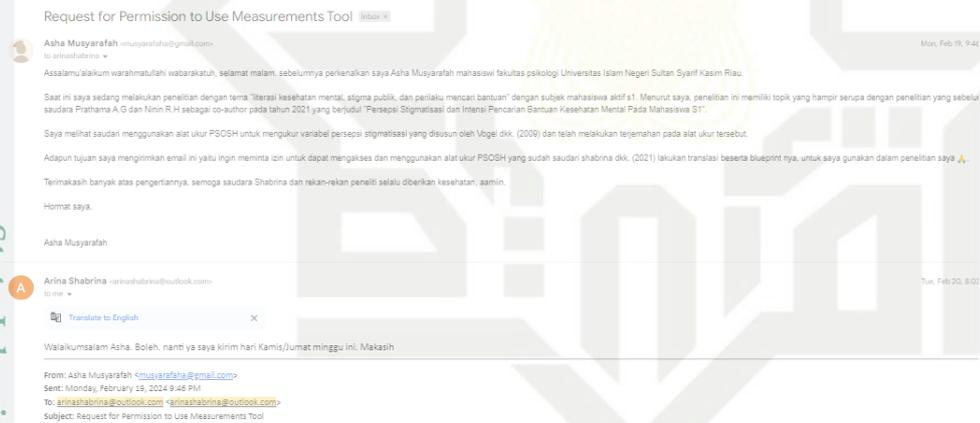 Request for Permission to Use Measurements Tool Inbox ×
Asha Musyarafah <musyarafaha@gmail.com> Mon, Feb 19,
to arinashabrina
Assalamu'alaikum warahmatullahi wabarakatuh, selamat malam. sebelumnya perkenalkan saya Asha Musyarafah mahasiswi fakultas psikologi Universitas Islam Negeri Sultan Syarif Kasim Riau.
Saat ini saya sedang melakukan penelitian dengan tema "literasi kesehatan mental, stigma publik, dan perilaku mencari bantuan" dengan subjek mahasiswa aktif s1. Menurut saya, penelitian ini memiliki topik yang hampir serupa dengan penelitian yang
saudara Prathama A.G dan Ninin R.H sebagai co-author pada tahun 2021 yang berjudul "Persepsi Stigmatisasi dan Intensi Pencarian Bantuan Kesehatan Mental Pada Mahasiswa S1".
Saya melihat saudari menggunakan alat ukur PSOSH untuk mengukur variabel persepsi stigmatisasi yang disusun oleh Vogel dkk. (2009) dan telah melakukan terjemahan pada alat ukur tersebut.
Adapun tujuan saya mengirimkan email ini yaitu ingin meminta izin untuk dapat mengakses dan menggunakan alat ukur PSOSH yang sudah saudari shabrina dkk. (2021) lakukan translasi beserta blueprint nya, untuk saya gunakan dalam penelitian saya 🙏.
Terimakasih banyak atas pengertiannya, semoga saudara Shabrina dan rekan-rekan peneliti selalu diberikan kesehatan, aamiin.
Hormat saya,
Asha Musyarafah
A
Arina Shabrina <arinashabrina@outlook.com> Tue, Feb 20,
to me
Translate to English ×
Walaikumsalam Asha. Boleh. nanti ya saya kirim hari Kamis/Jumat minggu ini. Makasih
From: Asha Musyarafah <musyarafaha@gmail.com>
Sent: Monday, February 19, 2024 9:46 PM
To: arinashabrina@outlook.com <arinashabrina@outlook.com>
Subject: Request for Permission to Use Measurements Tool